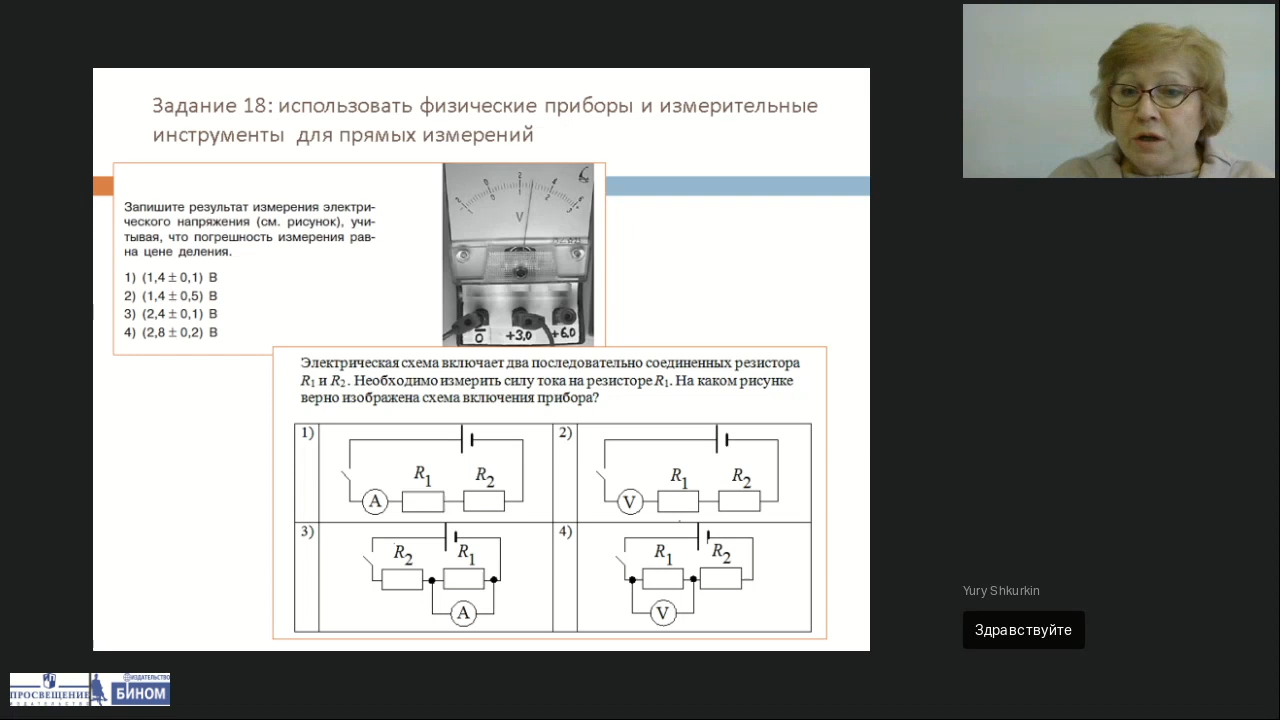 Задание 18: использовать физические приборы и измерительные
инструменты для прямых измерений
Запишите результат измерения электри-
ческого напряжения (см. рисунок), учи-
тывая, что погрешность измерения рав-
на цене деления.
1) (1,4 ± 0,1) В
2) (1,4 ± 0,5) В
3) (2,4 ± 0,1) В
4) (2,8 ± 0,2) В
V
+3,0
+6,0
Электрическая схема включает два последовательно соединенных резистора
R1 и R2. Необходимо измерить силу тока на резисторе R1. На каком рисунке
верно изображена схема включения прибора?
1)
R1
R2
A
2)
R1
R2
V
3)
R2
R1
A
4)
R1
R2
V
Yury Shkurkin
Здравствуйте
ПРОСВЕЩЕНИЕ
ИЗДАТЕЛЬСТВО
ИЗДАТЕЛЬСТВО
БИНОМ